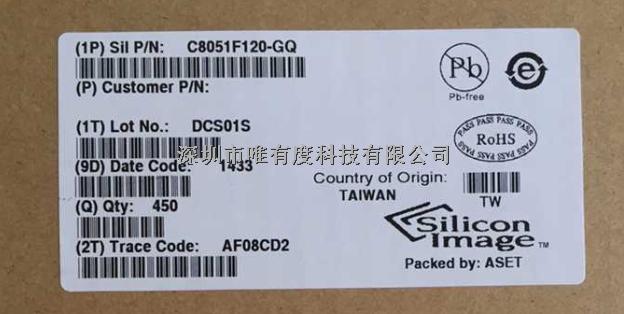 (1P) Sil P/N: C8051F120-GQ
(P) Customer P/N:
(1T) Lot No.: DCS01S
深圳市唯有度科技有限公司
(9D) Date Code: 1433
(Q) Qty: 450
(2T) Trace Code: AF08CD2
Pb
Pb-free
e
PASS PASS PASS PASS
RoHS
PASS PASS PASS PASS
Country of Origin:
TAIWAN
TW
Silicon
Image™
Packed by: ASET